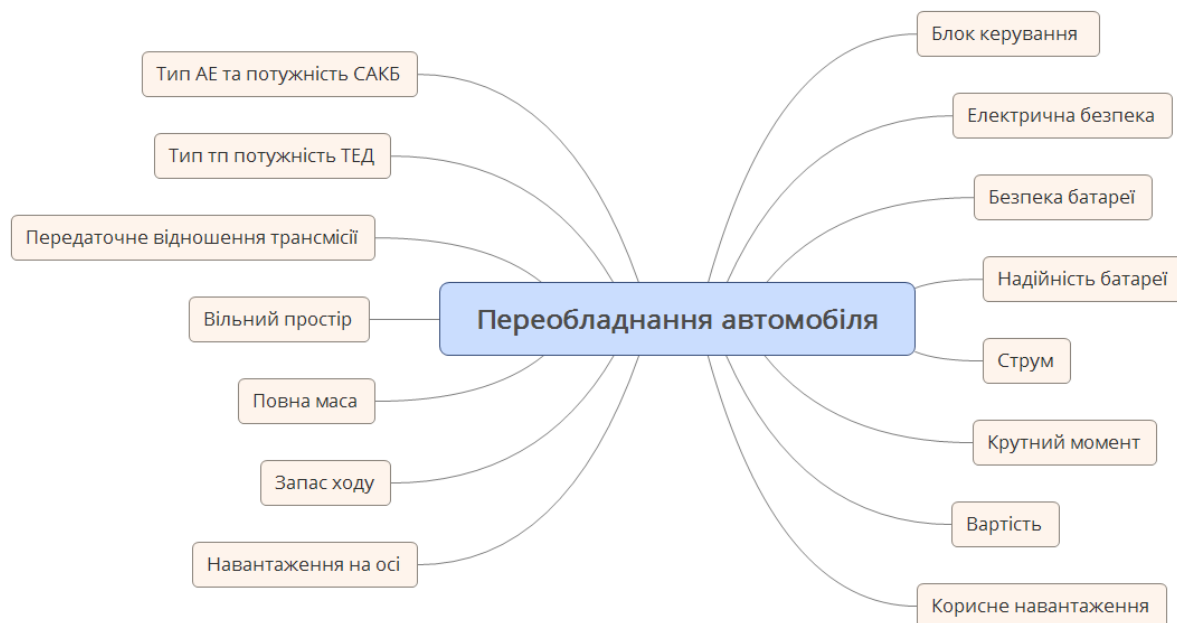 Блок керування
Тип АЕ та потужність САКБ
Електрична безпека
Тип тп потужність ТЕД
Безпека батареї
Передаточне відношення трансмісії
Надійність батареї
Переобладнання автомобіля
Вільний простір
Струм
Повна маса
Крутний момент
Запас ходу
Вартість
Навантаження на осі
Корисне навантаження